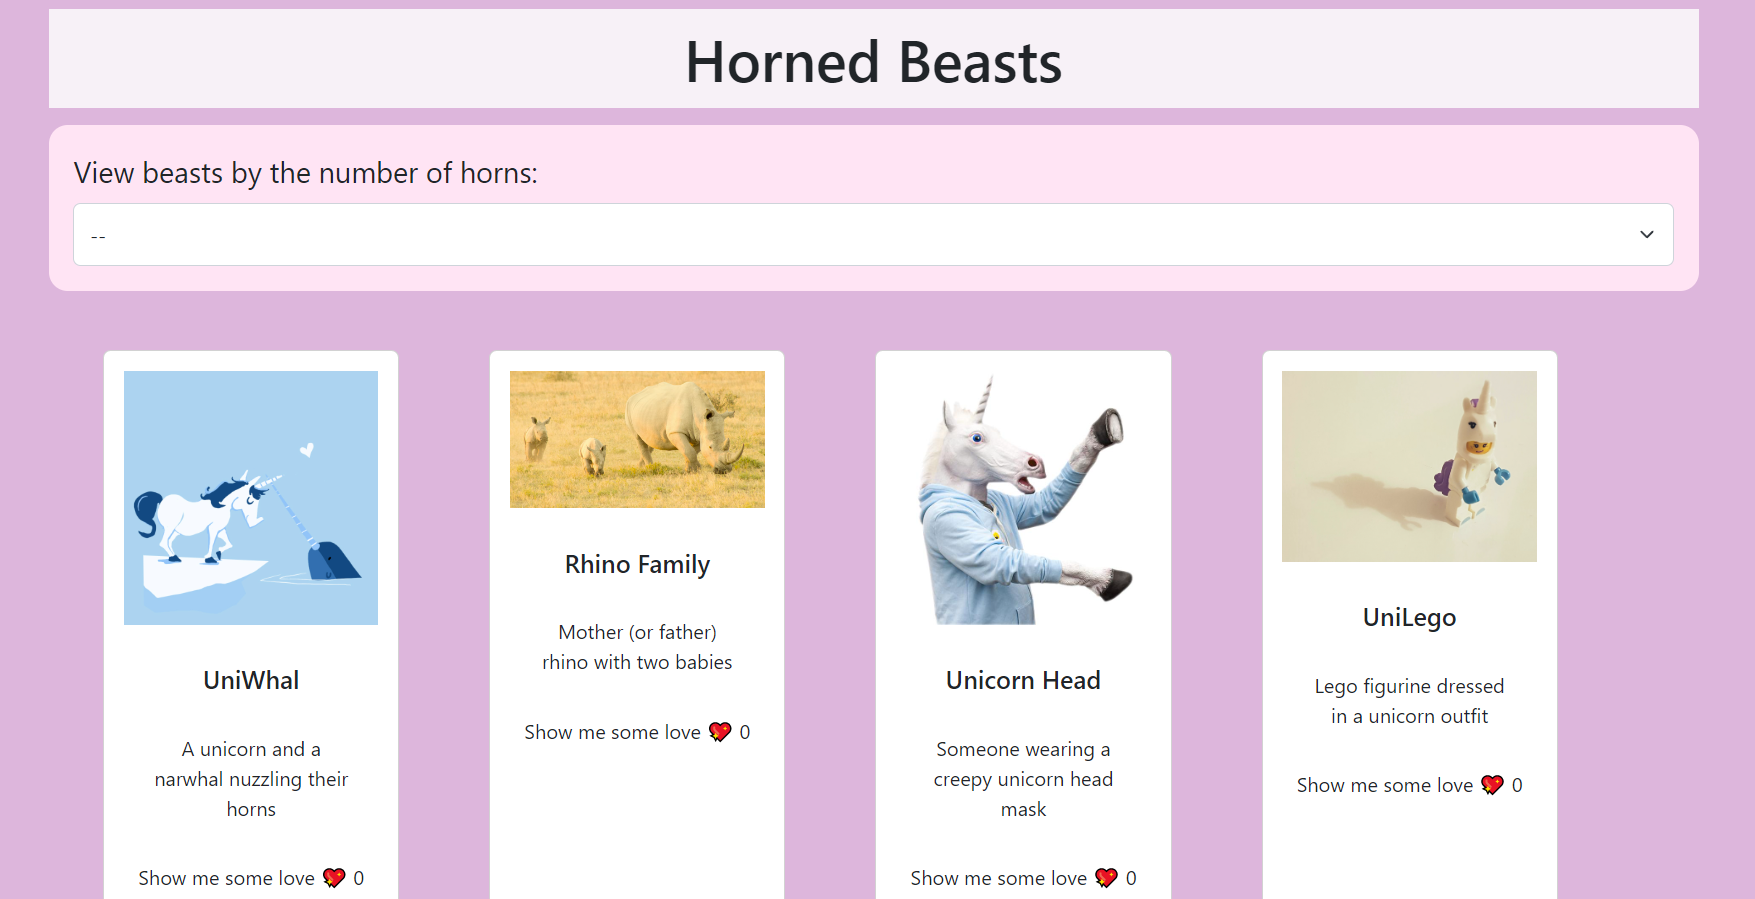 Horned Beasts
View beasts by the number of horns:
--
UniWhal
A unicorn and a
narwhal nuzzling their
horns
Show me some love 💖 0
Rhino Family
Mother (or father)
rhino with two babies
Show me some love 💖 0
Unicorn Head
Someone wearing a
creepy unicorn head
mask
Show me some love 💖 0
UniLego
Lego figurine dressed
in a unicorn outfit
Show me some love 💖 0